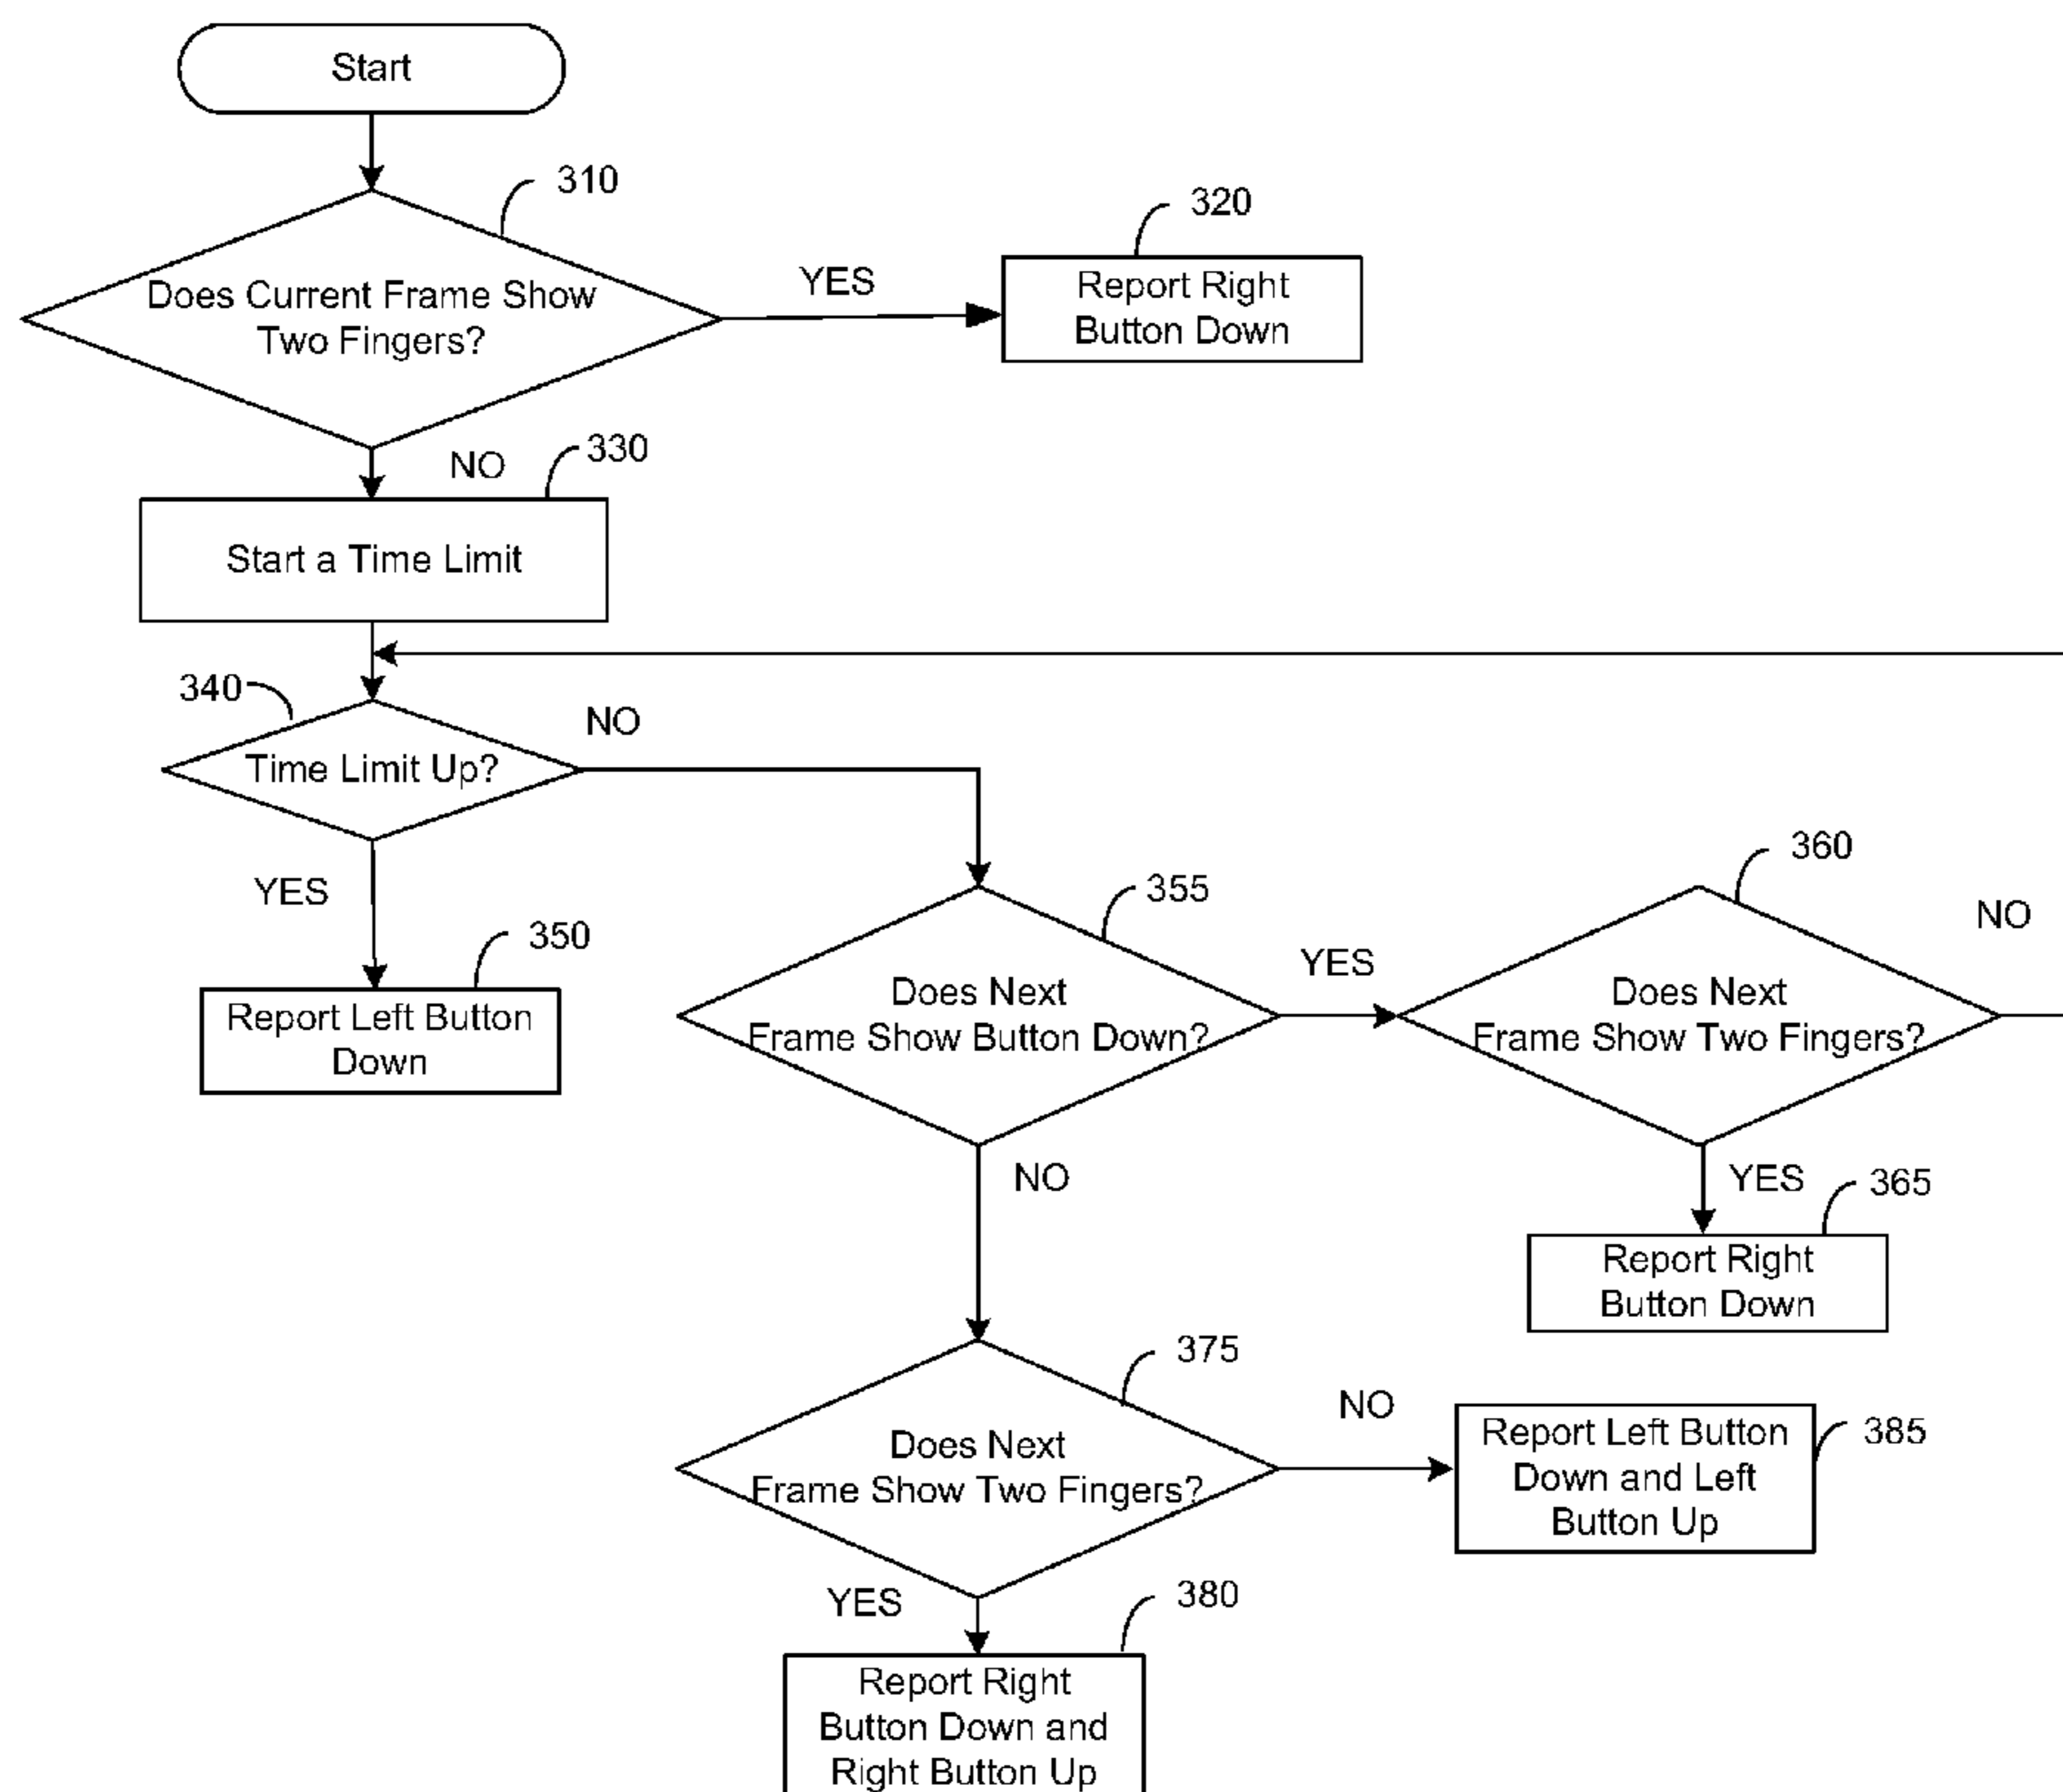 Start
310
Does Current Frame Show
Two Fingers?
YES
320
Report Right
Button Down
NO
330
Start a Time Limit
340
Time Limit Up?
NO
YES
350
Report Left Button
Down
355
Does Next
Frame Show Button Down?
YES
360
Does Next
Frame Show Two Fingers?
NO
YES
365
Report Right
Button Down
NO
375
Does Next
Frame Show Two Fingers?
NO
385
Report Left Button
Down and Left
Button Up
YES
380
Report Right
Button Down and
Right Button Up